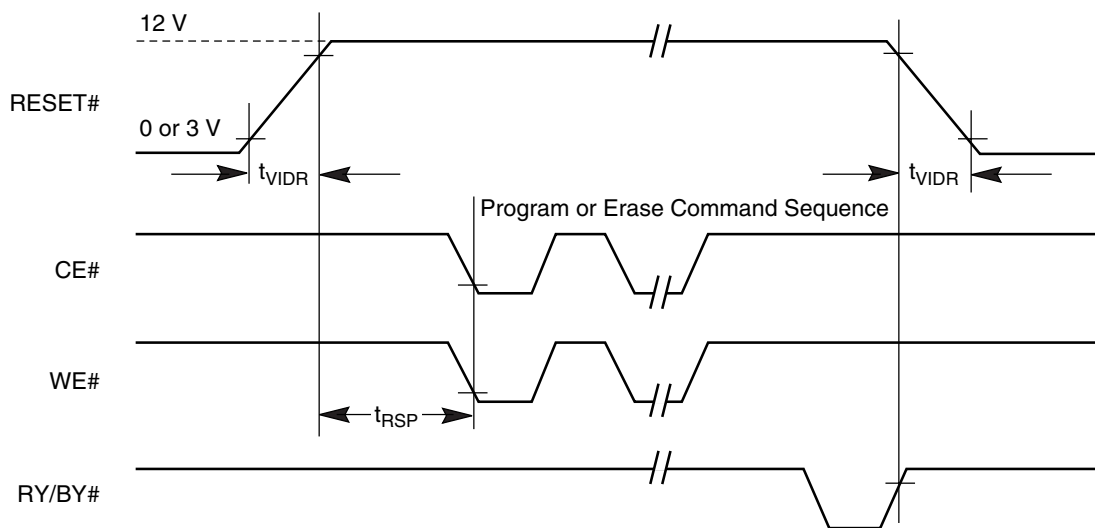 12 V
RESET#
0 or 3 V
tVIDR
tVIDR
Program or Erase Command Sequence
CE#
WE#
tRSP
RY/BY#